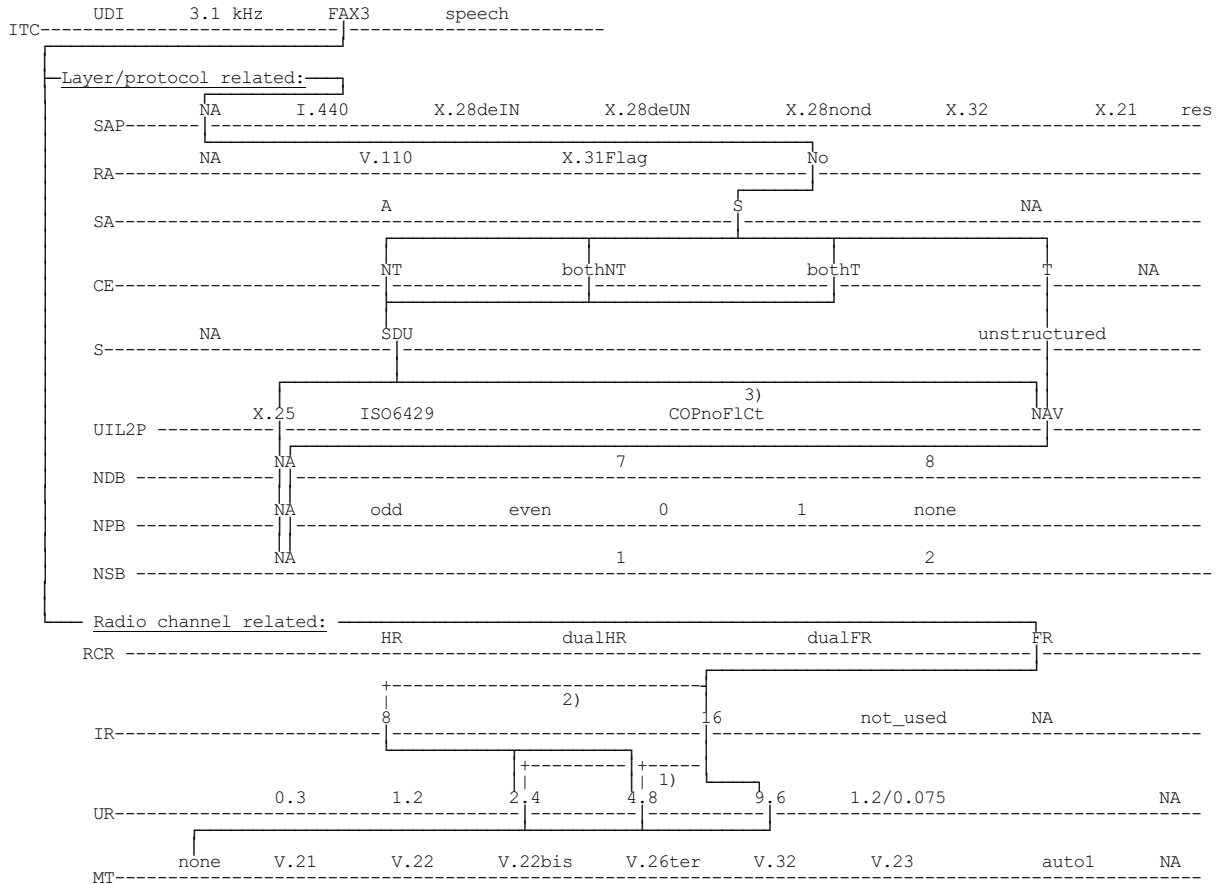 UDI 3.1 kHz FAX3 speech
ITC
Layer/protocol related:
NA I.440 X.28deIN X.28deUN X.28nond X.32 X.21 res
SAP
NA V.110 X.31Flag No
RA
A S NA
SA
NT bothNT bothT T NA
CE
NA SDU unstructured
S
3)
X.25 ISO6429 COPnoFlCt NAV
UIL2P
NA 7 8
NDB
NA odd even 0 1 none
NPB
NA 1 2
NSB
Radio channel related:
HR dualHR dualFR FR
RCR
2)
8 16 not_used NA
IR
1)
0.3 1.2 2.4 4.8 9.6 1.2/0.075 NA
UR
none V.21 V.22 V.22bis V.26ter V.32 V.23 auto1 NA
MT